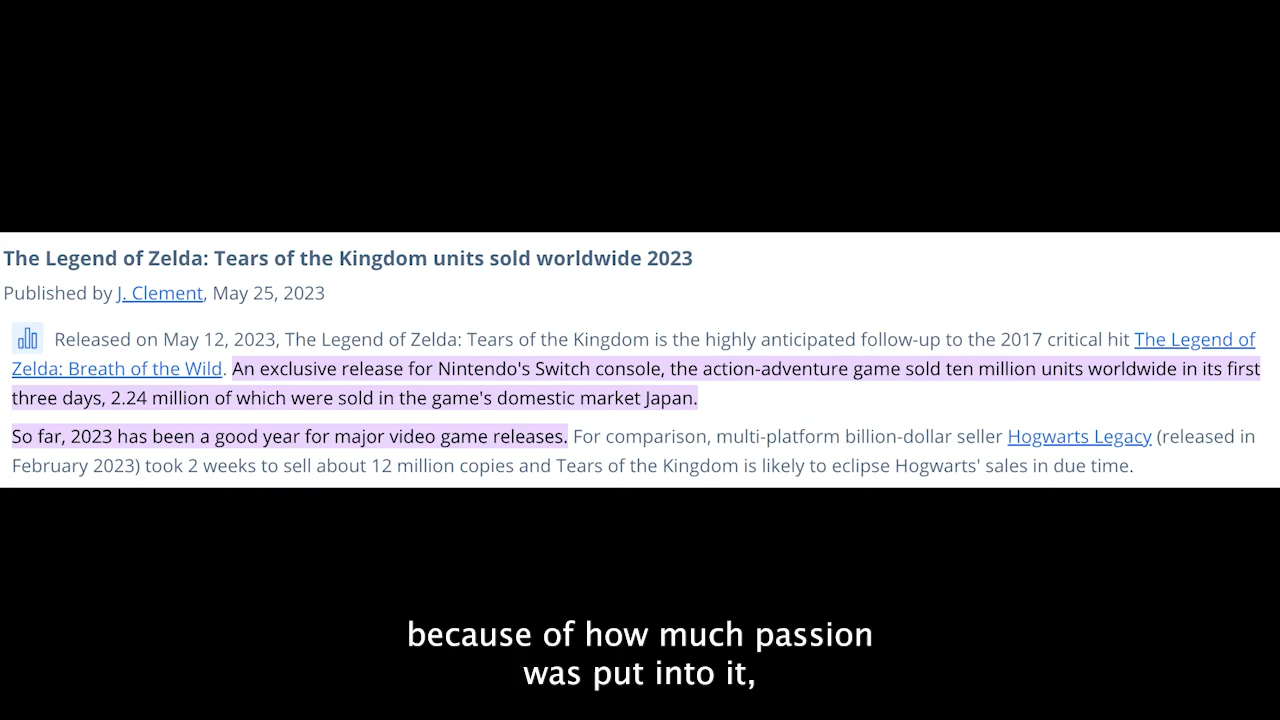 The Legend of Zelda: Tears of the Kingdom units sold worldwide 2023
Published by J. Clement, May 25, 2023
Released on May 12, 2023, The Legend of Zelda: Tears of the Kingdom is the highly anticipated follow-up to the 2017 critical hit The Legend of
Zelda: Breath of the Wild. An exclusive release for Nintendo's Switch console, the action-adventure game sold ten million units worldwide in its first
three days, 2.24 million of which were sold in the game's domestic market Japan.
So far, 2023 has been a good year for major video game releases. For comparison, multi-platform billion-dollar seller Hogwarts Legacy (released in
February 2023) took 2 weeks to sell about 12 million copies and Tears of the Kingdom is likely to eclipse Hogwarts' sales in due time.
because of how much passion
was put into it,